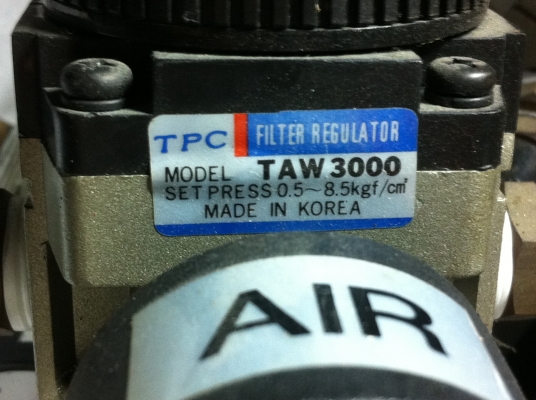 TPC FILTER REGULATOR
MODEL TAW3000
SET PRESS 0.5~8.5kgf/cm²
MADE IN KOREA
AIR